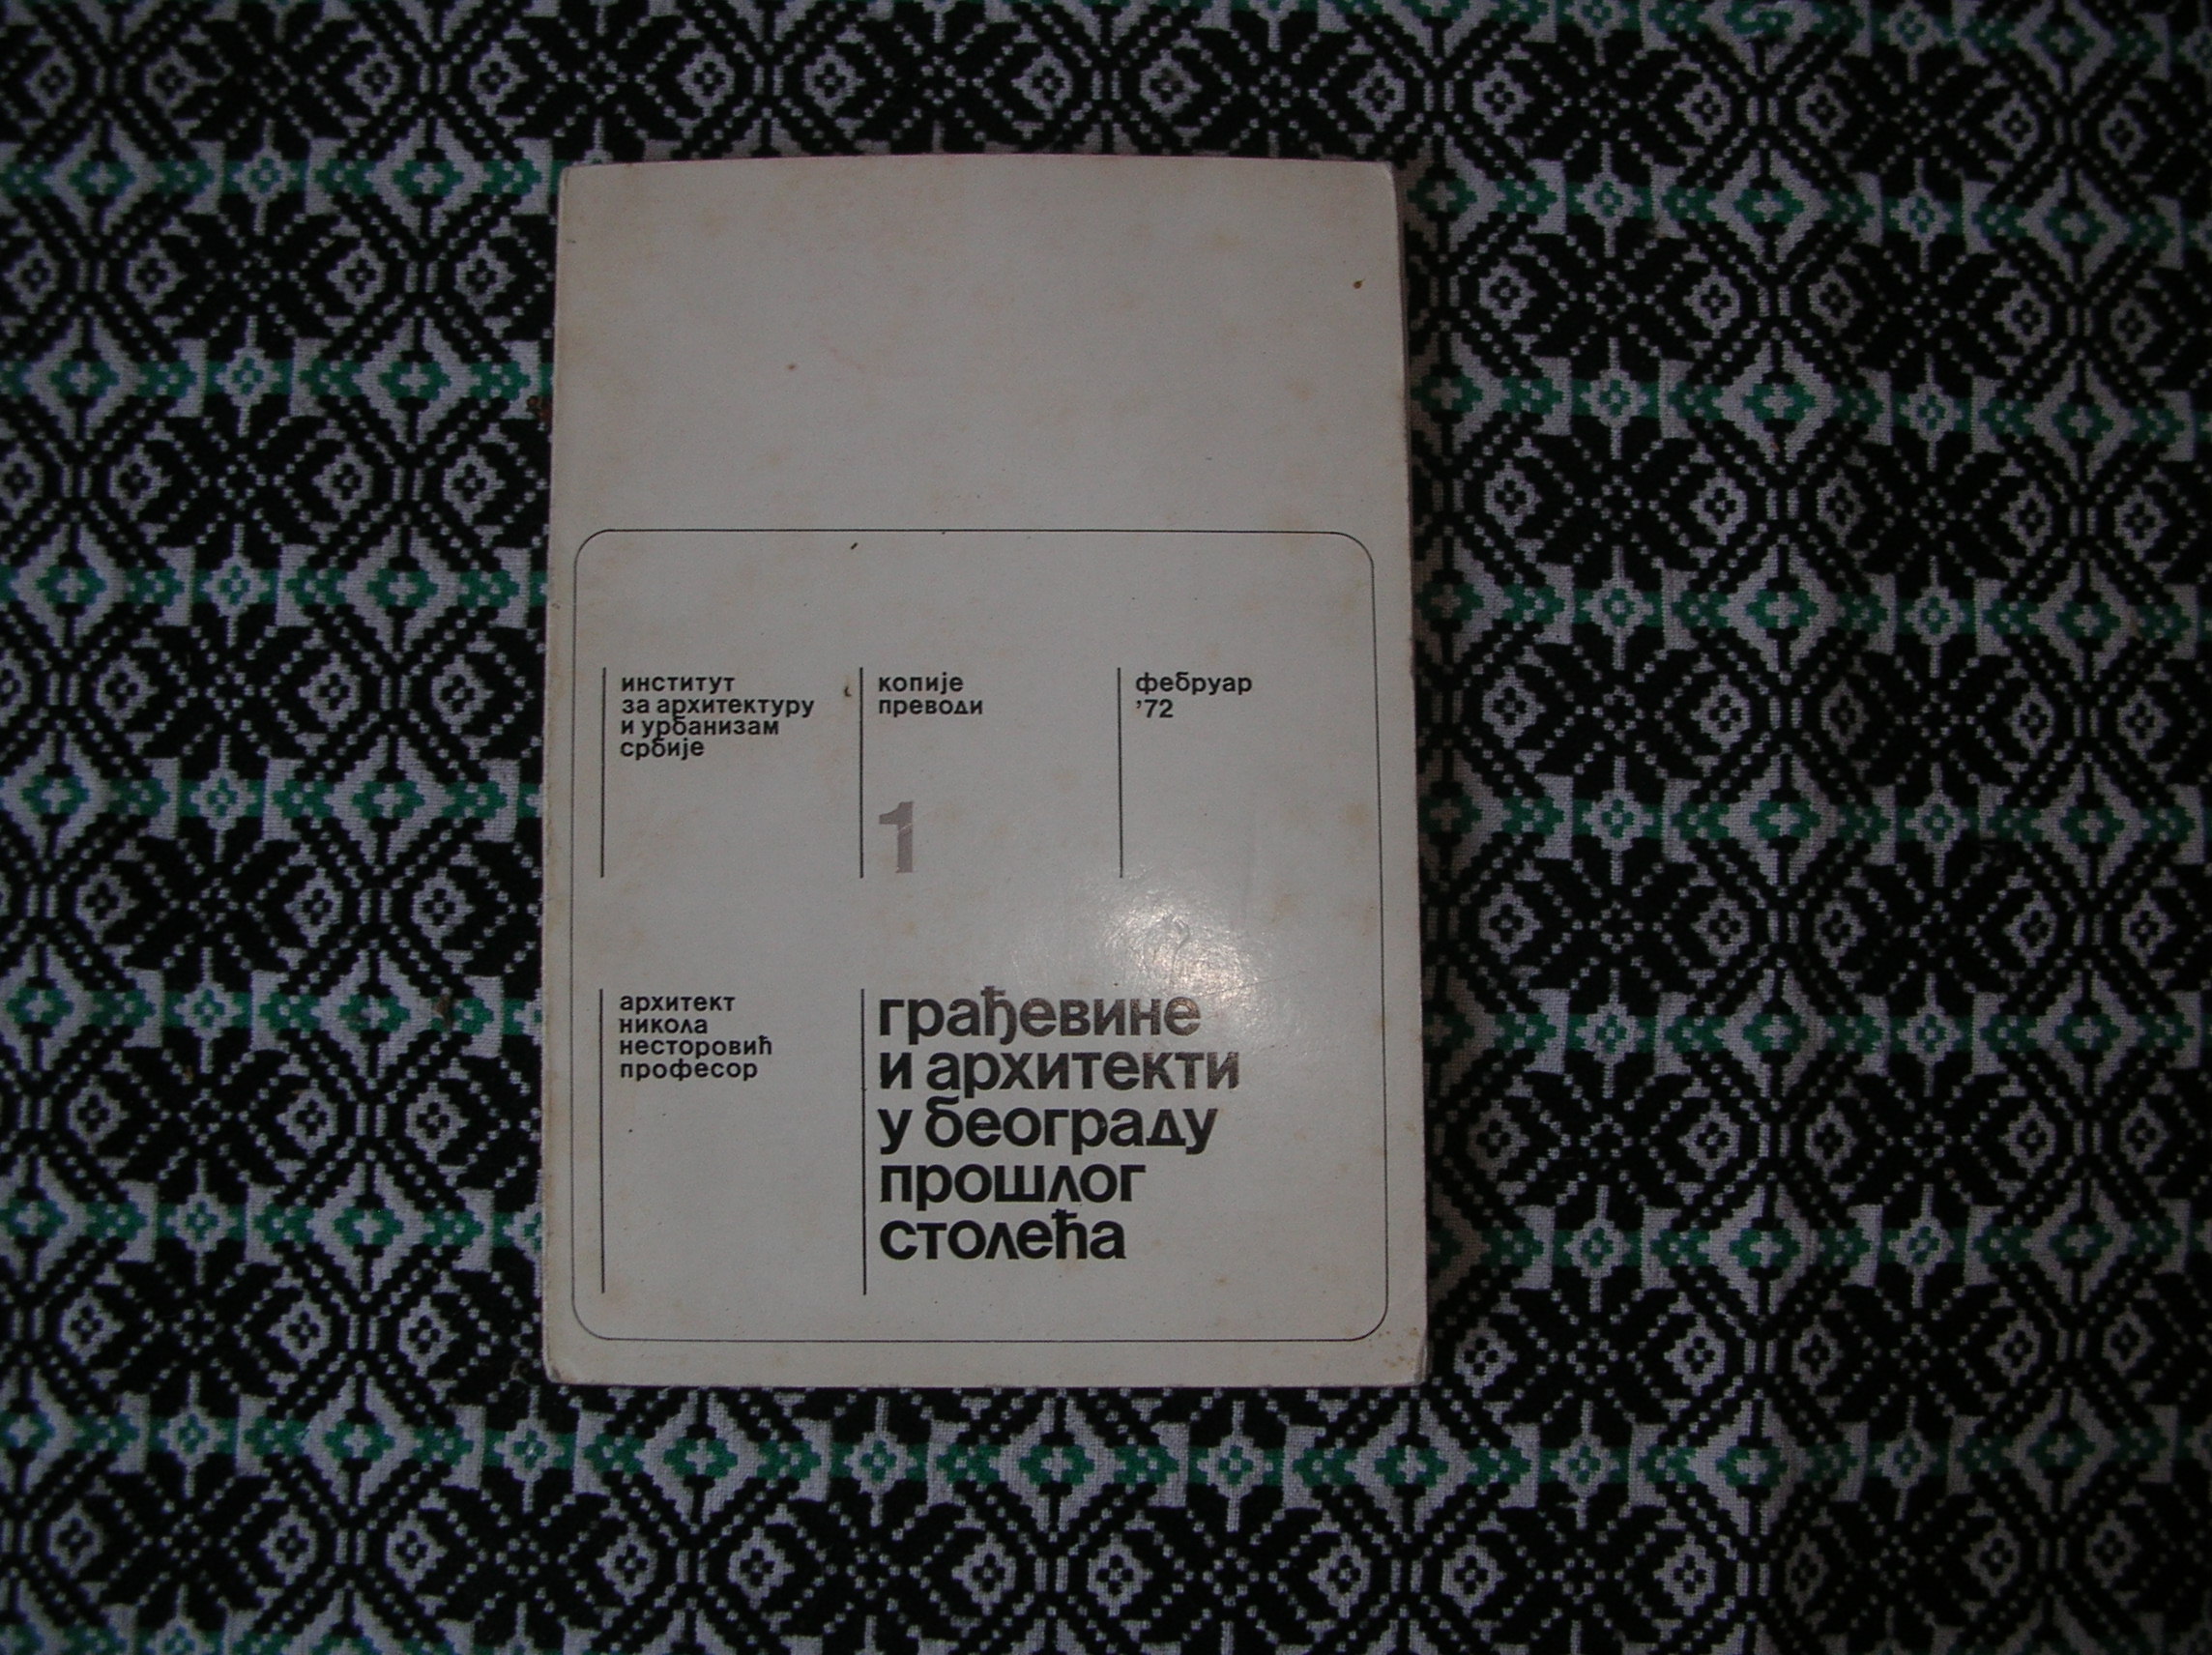 институт
за архитектуру
и урбанизам
србије
копије
преводи
1
фебруар
’72
архитект
никола
несторовић
професор
грађевине
и архитекти
у београду
прошлог
столећа